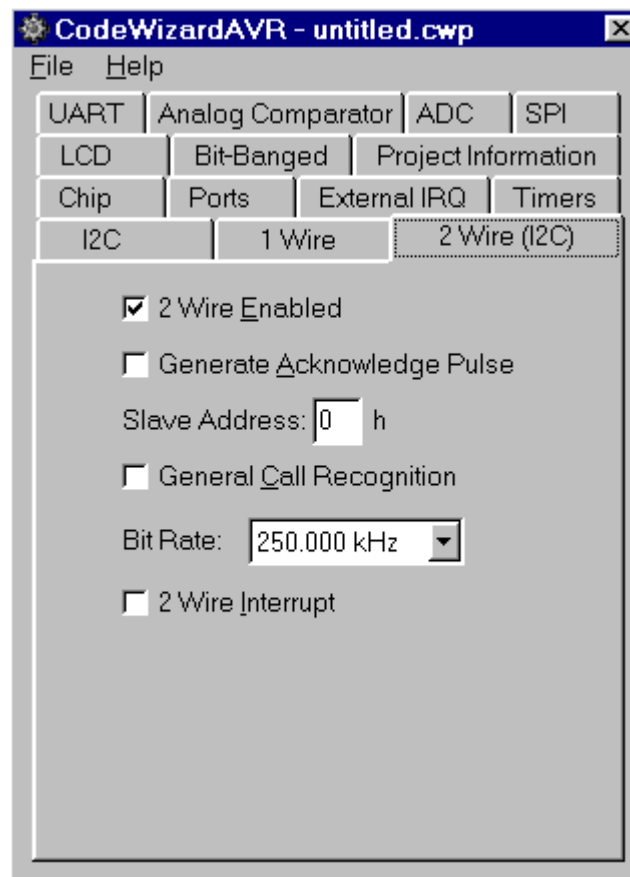 CodeWizardAVR - untitled.cwp
File Help
UART Analog Comparator ADC SPI
LCD Bit-Banged Project Information
Chip Ports External IRQ Timers
I2C 1 Wire 2 Wire (I2C)
2 Wire Enabled
Generate Acknowledge Pulse
Slave Address: 0 h
General Call Recognition
Bit Rate: 250.000 kHz
2 Wire Interrupt